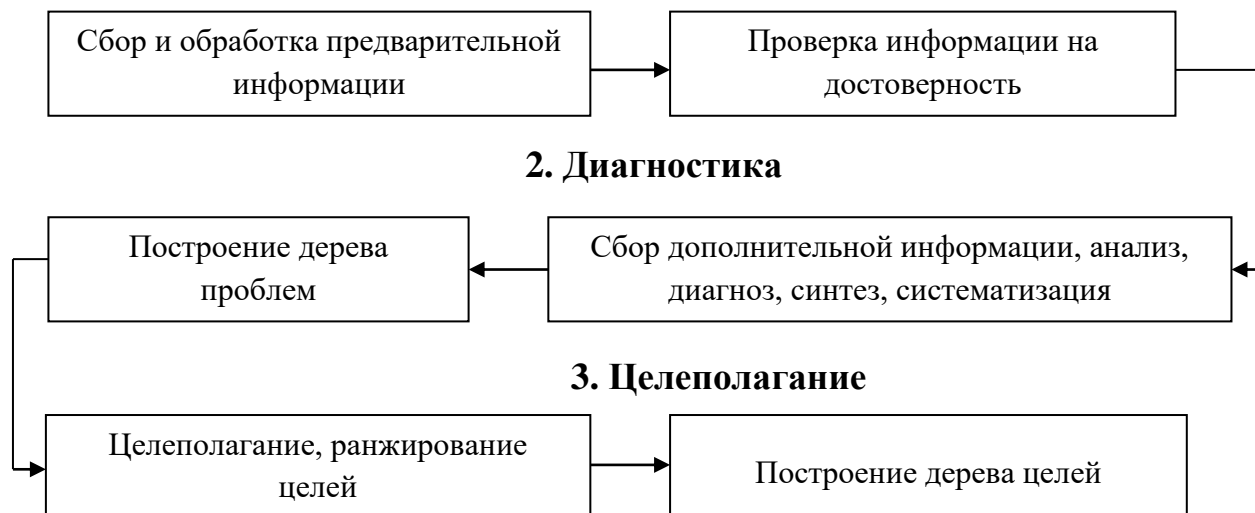 Сбор и обработка предварительной
информации
Проверка информации на
достоверность
2. Диагностика
Построение дерева
проблем
Сбор дополнительной информации, анализ,
диагноз, синтез, систематизация
3. Целеполагание
Целеполагание, ранжирование
целей
Построение дерева целей